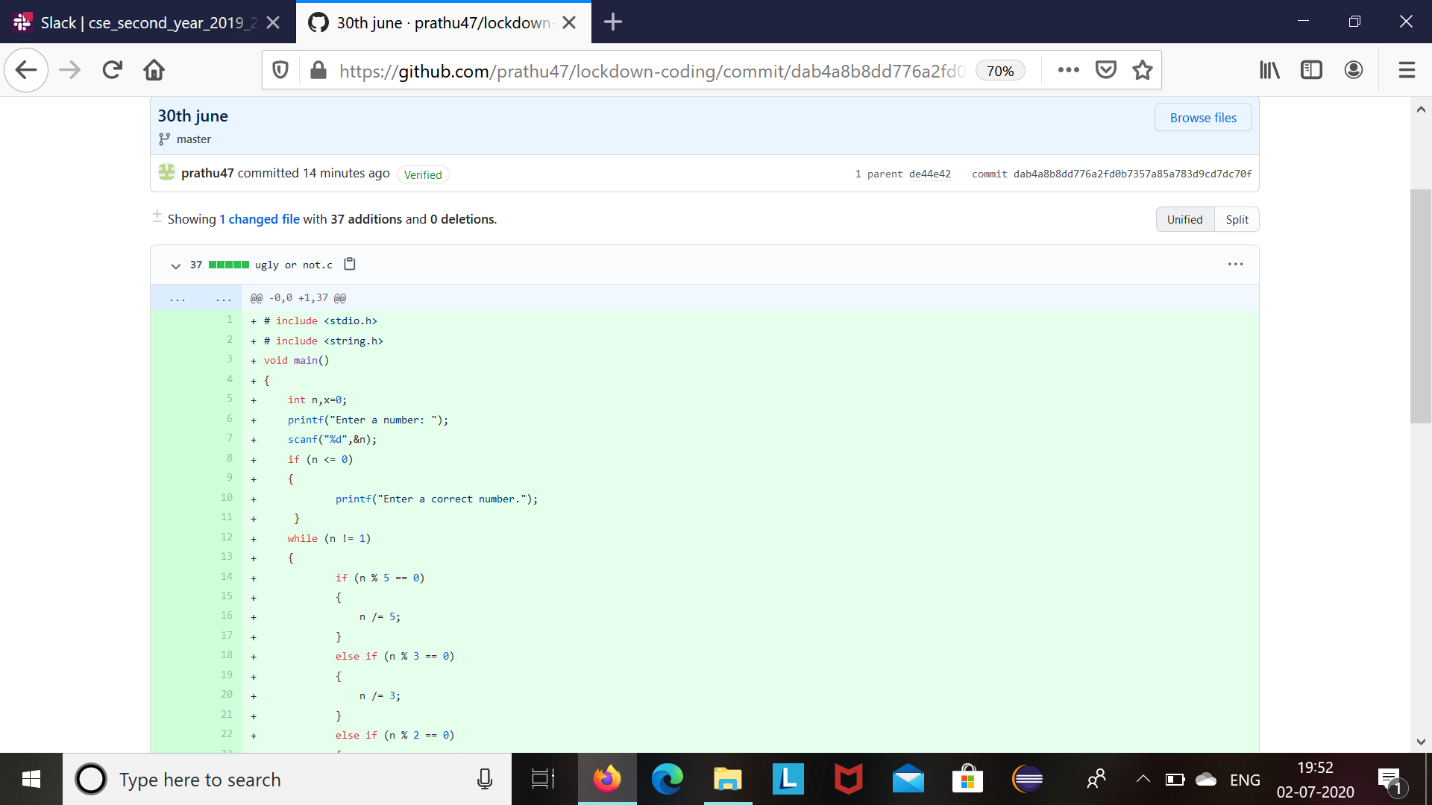 Slack | cse_second_year_2019_2
30th june · prathu47/lockdown-
https://github.com/prathu47/lockdown-coding/commit/dab4a8b8dd776a2fd0
70%
30th june
Browse files
master
prathu47 committed 14 minutes ago Verified
1 parent de44e42 commit dab4a8b8dd776a2fd0b7357a85a783d9cd7dc70f
Showing 1 changed file with 37 additions and 0 deletions.
Unified Split
37 ugly or not.c
... ... @@ -0,0 +1,37 @@
1 + # include <stdio.h>
2 + # include <string.h>
3 + void main()
4 + {
5 + int n,x=0;
6 + printf("Enter a number: ");
7 + scanf("%d",&n);
8 + if (n <= 0)
9 + {
10 + printf("Enter a correct number.");
11 + }
12 + while (n != 1)
13 + {
14 + if (n % 5 == 0)
15 + {
16 + n /= 5;
17 + }
18 + else if (n % 3 == 0)
19 + {
20 + n /= 3;
21 + }
22 + else if (n % 2 == 0)
Type here to search
L
ENG
19:52
02-07-2020
1